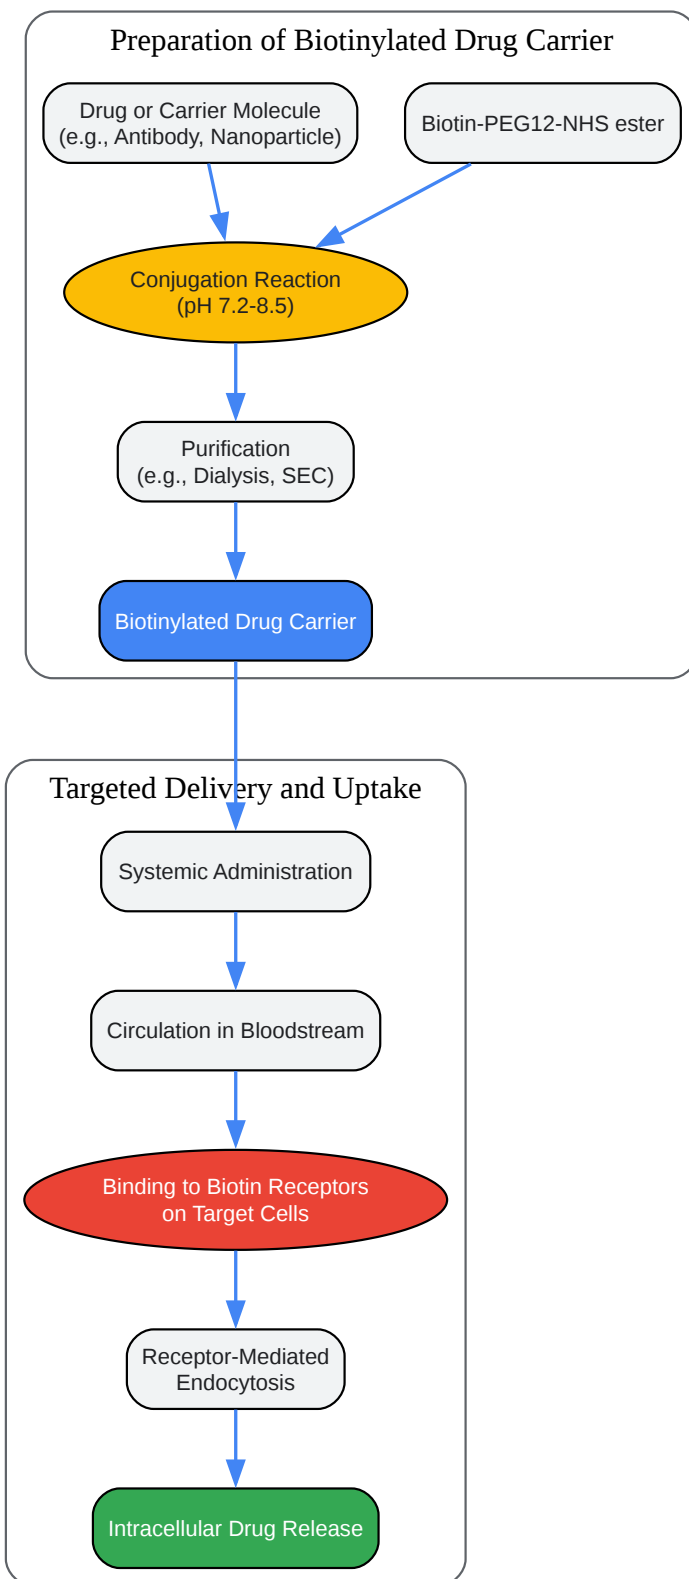 Preparation of Biotinylated Drug Carrier
Drug or Carrier Molecule
(e.g., Antibody, Nanoparticle)
Biotin-PEG12-NHS ester
Conjugation Reaction
(pH 7.2-8.5)
Purification
(e.g., Dialysis, SEC)
Biotinylated Drug Carrier
Targeted Delivery and Uptake
Systemic Administration
Circulation in Bloodstream
Binding to Biotin Receptors
on Target Cells
Receptor-Mediated
Endocytosis
Intracellular Drug Release